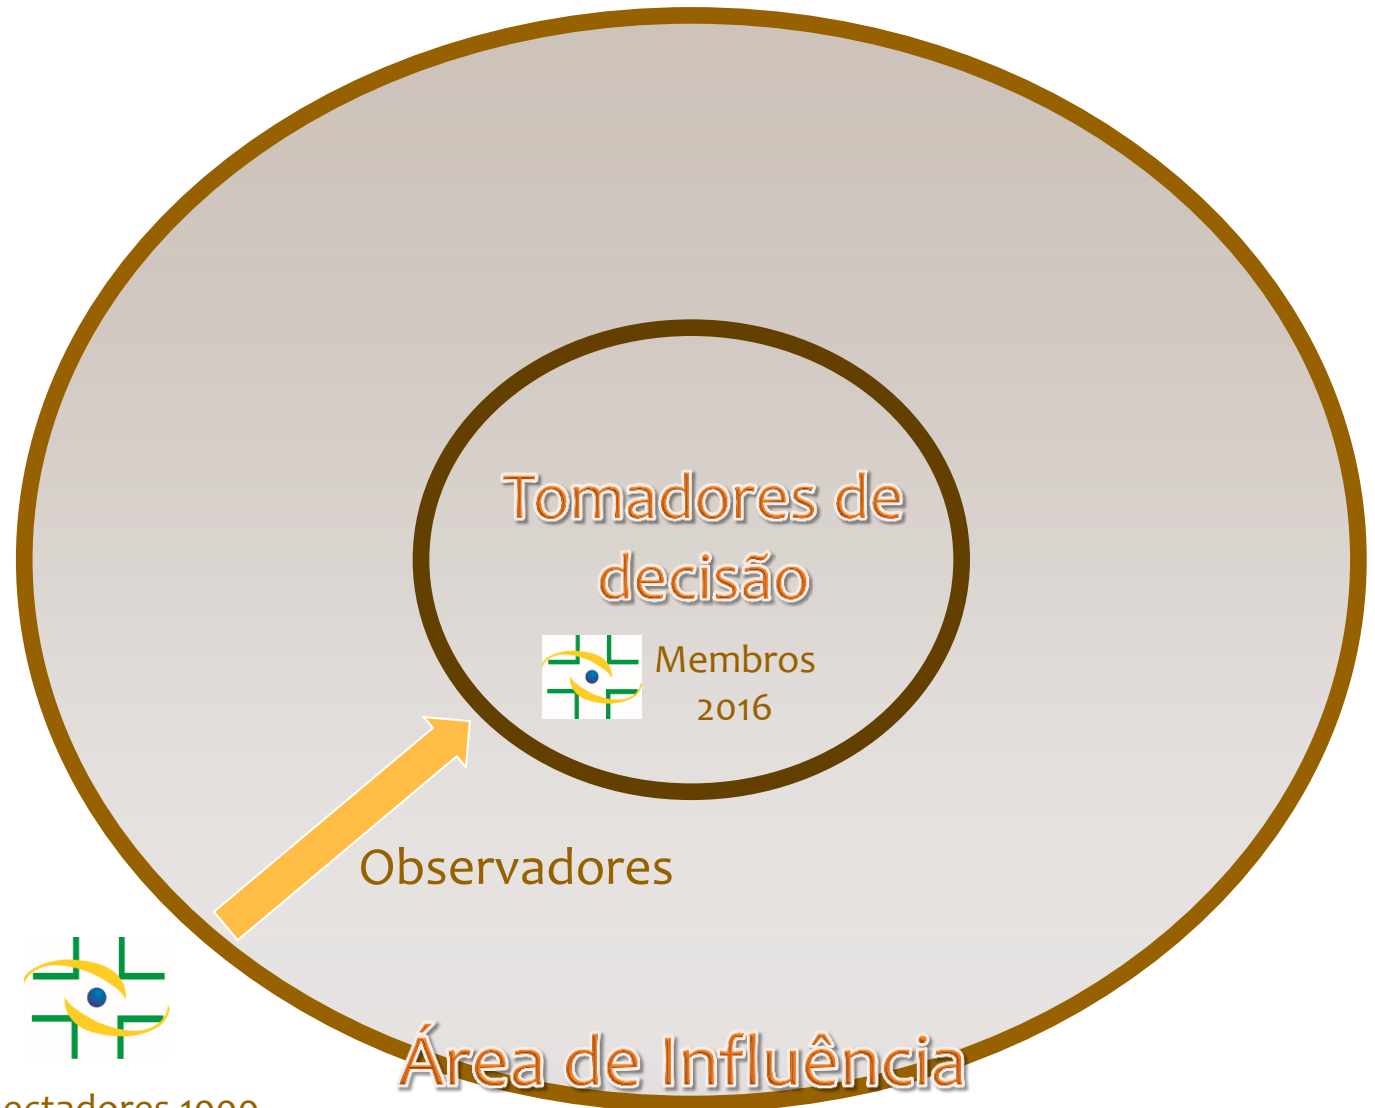 Tomadores de
decisão
Membros
2016
Observadores
Área de Influência